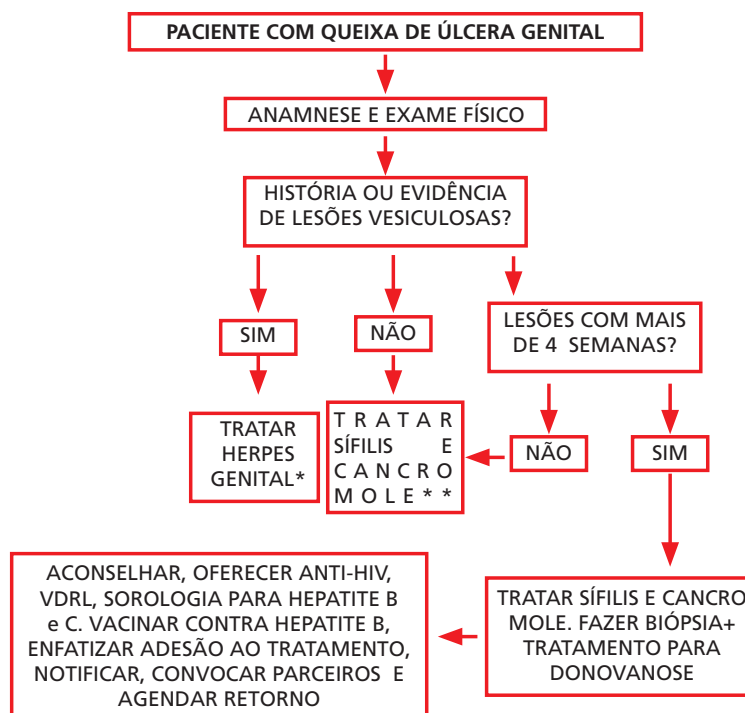 PACIENTE COM QUEIXA DE ÚLCERA GENITAL
ANAMNESE E EXAME FÍSICO
HISTÓRIA OU EVIDÊNCIA
DE LESÕES VESICULOSAS?
SIM
NÃO
LESÕES COM MAIS
DE 4 SEMANAS?
TRATAR
HERPES
GENITAL*
TRATAR
SÍFILIS E
CANCRO
MOLE**
NÃO
SIM
ACONSELHAR, OFERECER ANTI-HIV,
VDRL, SOROLOGIA PARA HEPATITE B
e C. VACINAR CONTRA HEPATITE B,
ENFATIZAR ADESÃO AO TRATAMENTO,
NOTIFICAR, CONVOCAR PARCEIROS E
AGENDAR RETORNO
TRATAR SÍFILIS E CANCRO
MOLE. FAZER BIÓPSIA+
TRATAMENTO PARA
DONOVANOSE